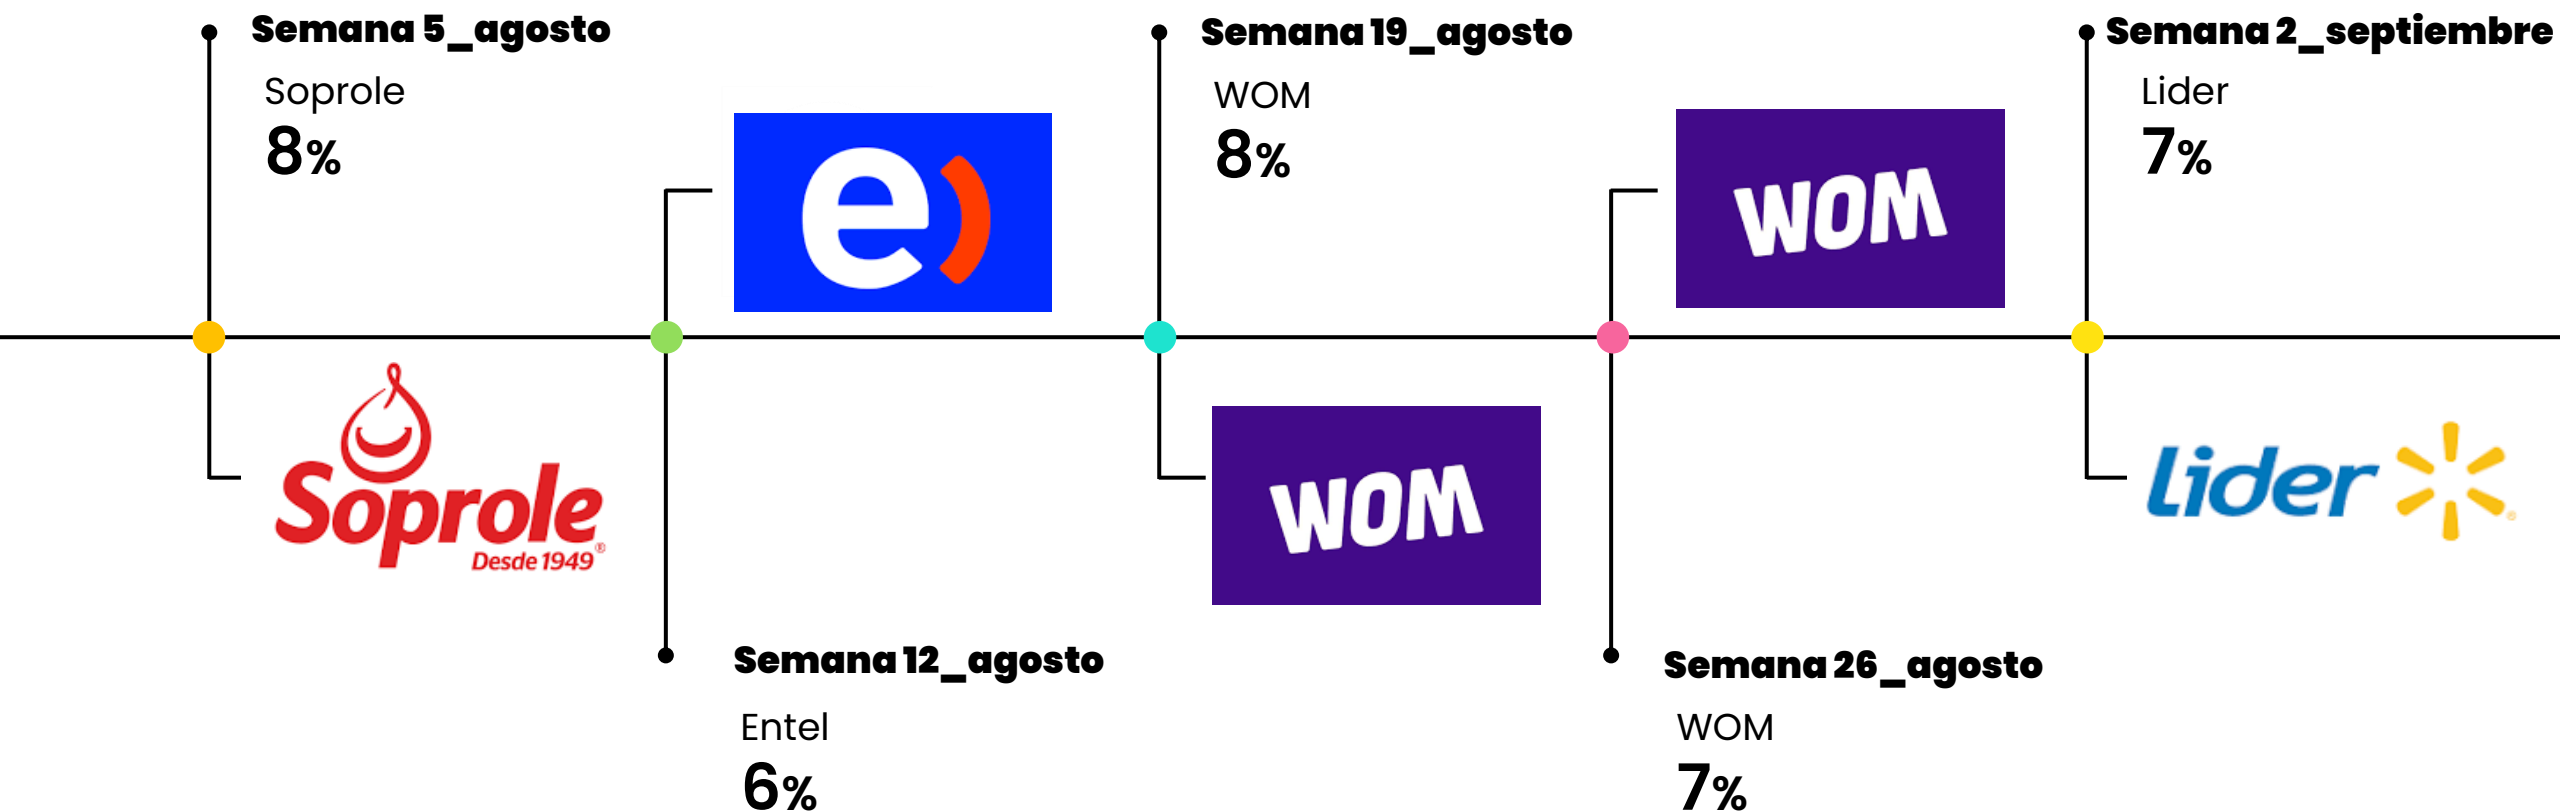 Semana 5_agosto
Soprole
8%
Soprole
Desde 1949®
e)
Semana 12_agosto
Entel
6%
Semana 19_agosto
WOM
8%
WOM
WOM
Semana 26_agosto
WOM
7%
Semana 2_septiembre
Lider
7%
Lider